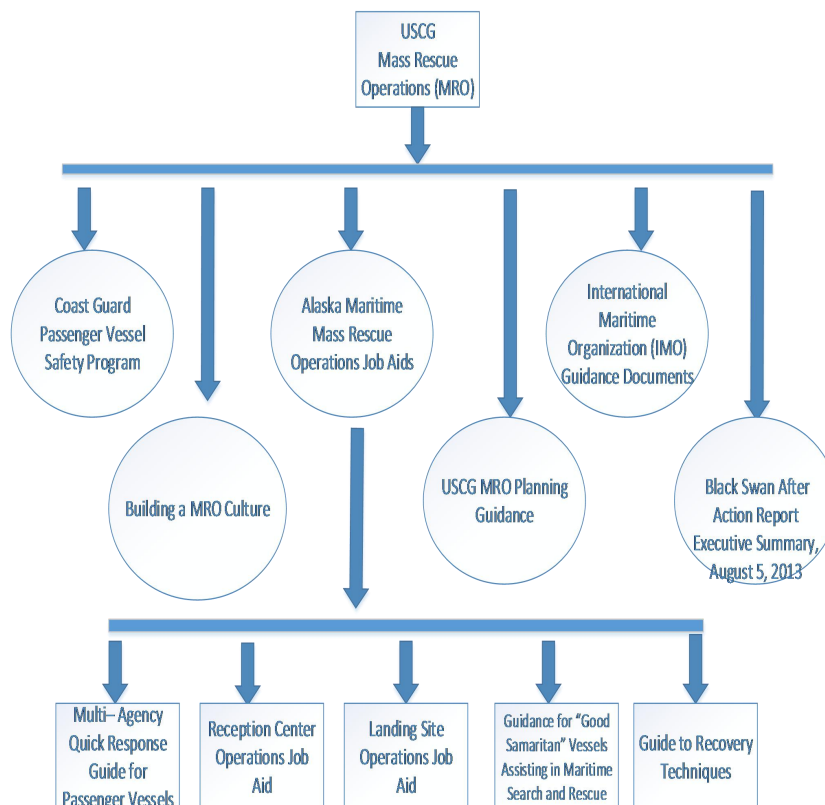 USCG
Mass Rescue
Operations (MRO)
Coast Guard
Passenger Vessel
Safety Program
Alaska Maritime
Mass Rescue
Operations Job Aids
International
Maritime
Organization (IMO)
Guidance Documents
Building a MRO Culture
USCG MRO Planning
Guidance
Black Swan After
Action Report
Executive Summary,
August 5, 2013
Multi– Agency
Quick Response
Guide for
Passenger Vessels
Reception Center
Operations Job
Aid
Landing Site
Operations Job
Aid
Guidance for “Good
Samaritan” Vessels
Assisting in Maritime
Search and Rescue
Guide to Recovery
Techniques